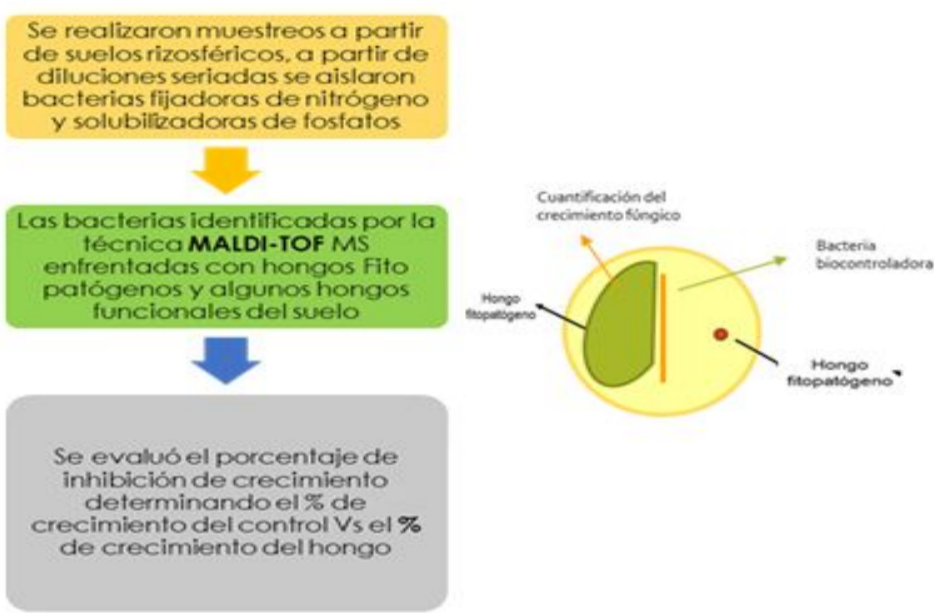 Se realizaron muestreos a partir
de suelos rizosféricos, a partir de
diluciones seriadas se aislaron
bacterias fijadoras de nitrógeno
y solubilizadoras de fosfatos
Las bacterias identificadas por la
técnica MALDI-TOF MS
enfrentadas con hongos Fito
patógenos y algunos hongos
funcionales del suelo
Se evaluó el porcentaje de
inhibición de crecimiento
determinando el % de
crecimiento del control Vs el %
de crecimiento del hongo
Cuantificación del
crecimiento fúngico
Bacteria
biocontroladora
Hongo
fitopatógeno
Hongo
fitopatógeno